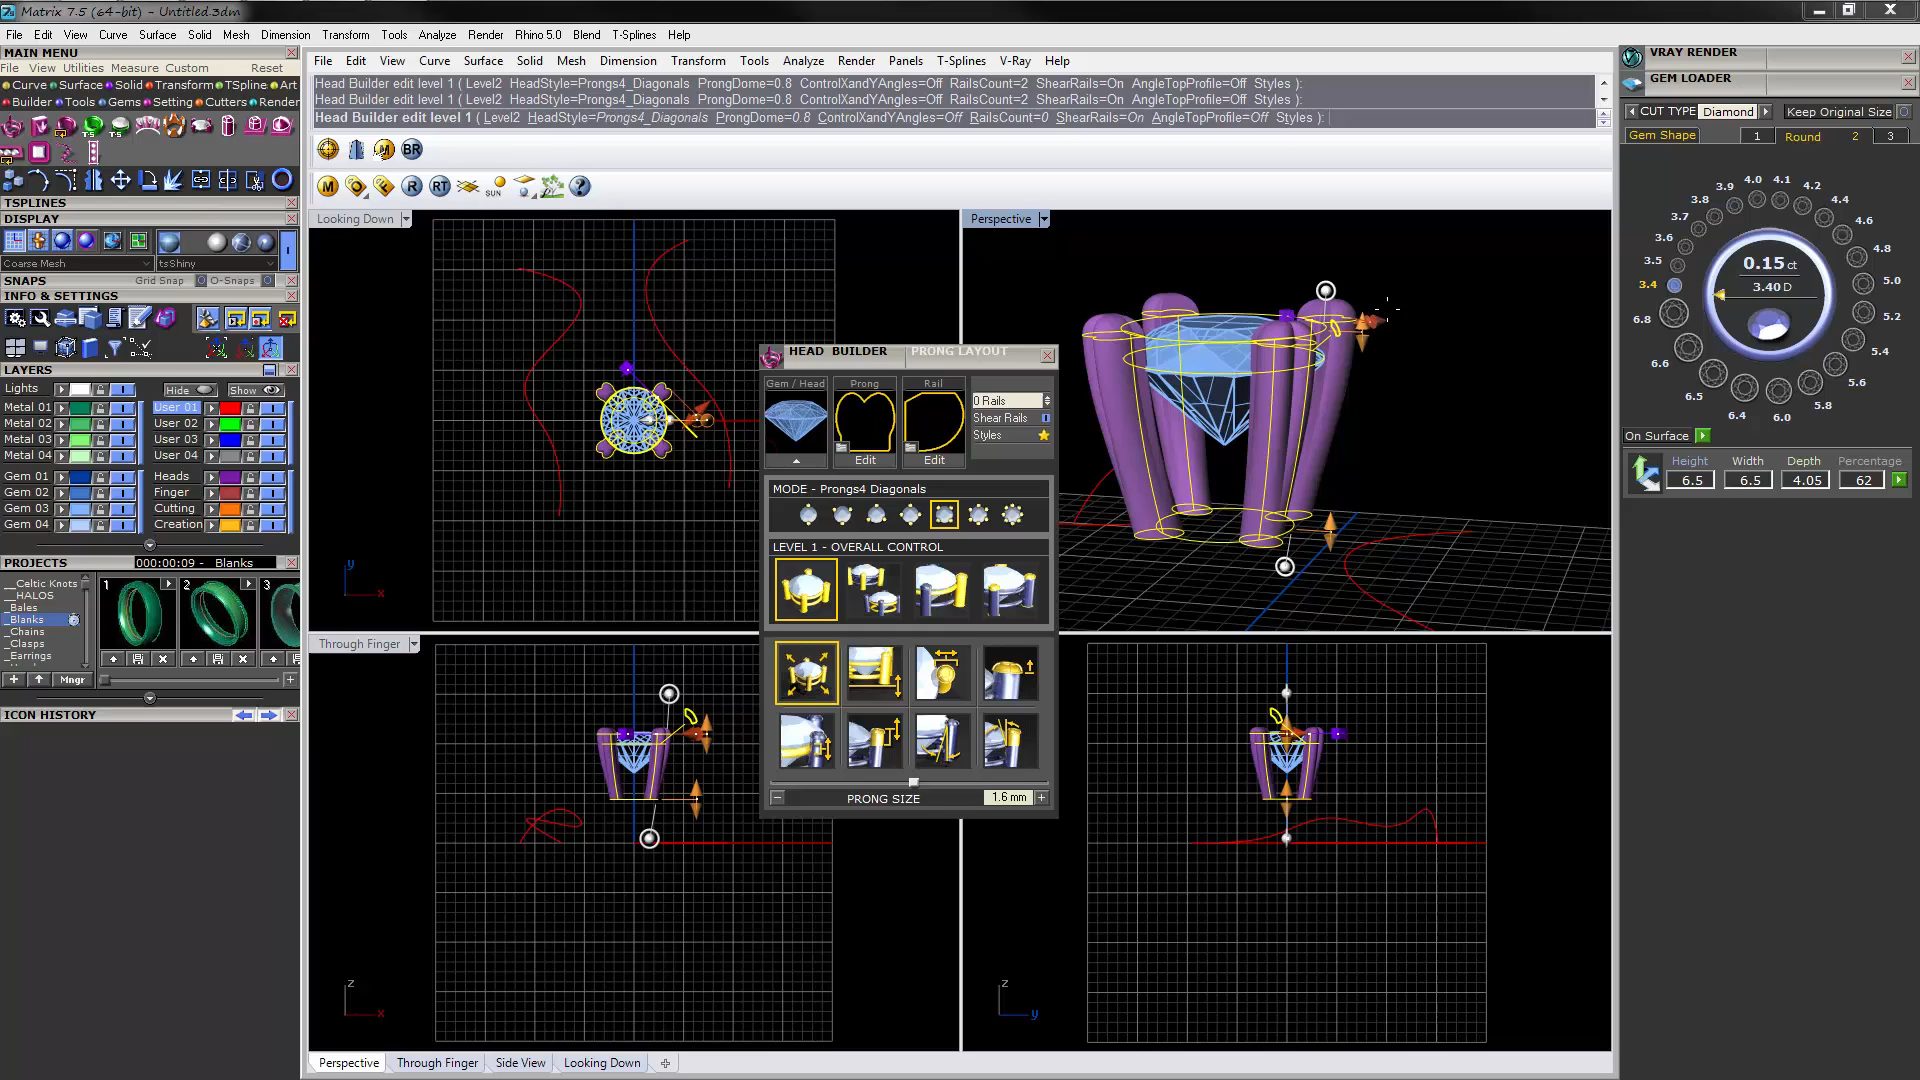 Matrix 7.5 (64-bit) - Untitled.3dm
File Edit View Curve Surface Solid Mesh Dimension Transform Tools Analyze Render Rhino 5.0 Blend T-Splines Help
MAIN MENU
File View Utilities Measure Custom Reset
Curve Surface Solid Transform TSpline Art
Builder Tools Gems Setting Cutters Render
TSPLINES
DISPLAY
Coarse Mesh tsShiny
SNAPS Grid Snap O-Snaps
INFO & SETTINGS
LAYERS
Lights Hide Show
Metal 01 User 01
Metal 02 User 02
Metal 03 User 03
Metal 04 User 04
Gem 01 Heads
Gem 02 Finger
Gem 03 Cutting
Gem 04 Creation
PROJECTS 000:00:09 - Blanks
Celtic Knots
__HALOS
_Bales
_Blanks
_Chains
_Clasps
_Earrings
1 2 3
Mngr
ICON HISTORY
File Edit View Curve Surface Solid Mesh Dimension Transform Tools Analyze Render Panels T-Splines V-Ray Help
Head Builder edit level 1 ( Level2 HeadStyle=Prongs4_Diagonals ProngDome=0.8 ControlXandYAngles=Off RailsCount=2 ShearRails=On AngleTopProfile=Off Styles ):
Head Builder edit level 1 ( Level2 HeadStyle=Prongs4_Diagonals ProngDome=0.8 ControlXandYAngles=Off RailsCount=2 ShearRails=On AngleTopProfile=Off Styles ):
Head Builder edit level 1 ( Level2 HeadStyle=Prongs4_Diagonals ProngDome=0.8 ControlXandYAngles=Off RailsCount=0 ShearRails=On AngleTopProfile=Off Styles ):
M BR
M O F R RT SUN ?
Looking Down
y
x
Perspective
Through Finger
z
x
z
y
HEAD BUILDER PRONG LAYOUT
Gem / Head Prong Rail
0 Rails
Shear Rails
Styles
Edit Edit
MODE - Prongs4 Diagonals
LEVEL 1 - OVERALL CONTROL
PRONG SIZE 1.6 mm
Perspective Through Finger Side View Looking Down
VRAY RENDER
GEM LOADER
CUT TYPE Diamond Keep Original Size
Gem Shape 1 Round 2 3
4.0 4.1
3.9 4.2
3.8 4.4
3.7 4.6
3.6 4.8
3.5 5.0
3.4
6.8 5.2
6.6 5.4
6.5 5.6
6.4 6.0 5.8
0.15 ct
3.40 D
On Surface
Height Width Depth Percentage
6.5 6.5 4.05 62